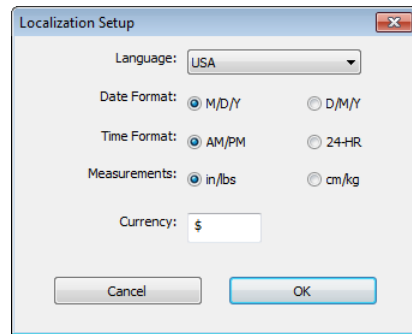 Localization Setup
Language: USA
Date Format: M/D/Y D/M/Y
Time Format: AM/PM 24-HR
Measurements: in/lbs cm/kg
Currency: $
Cancel OK